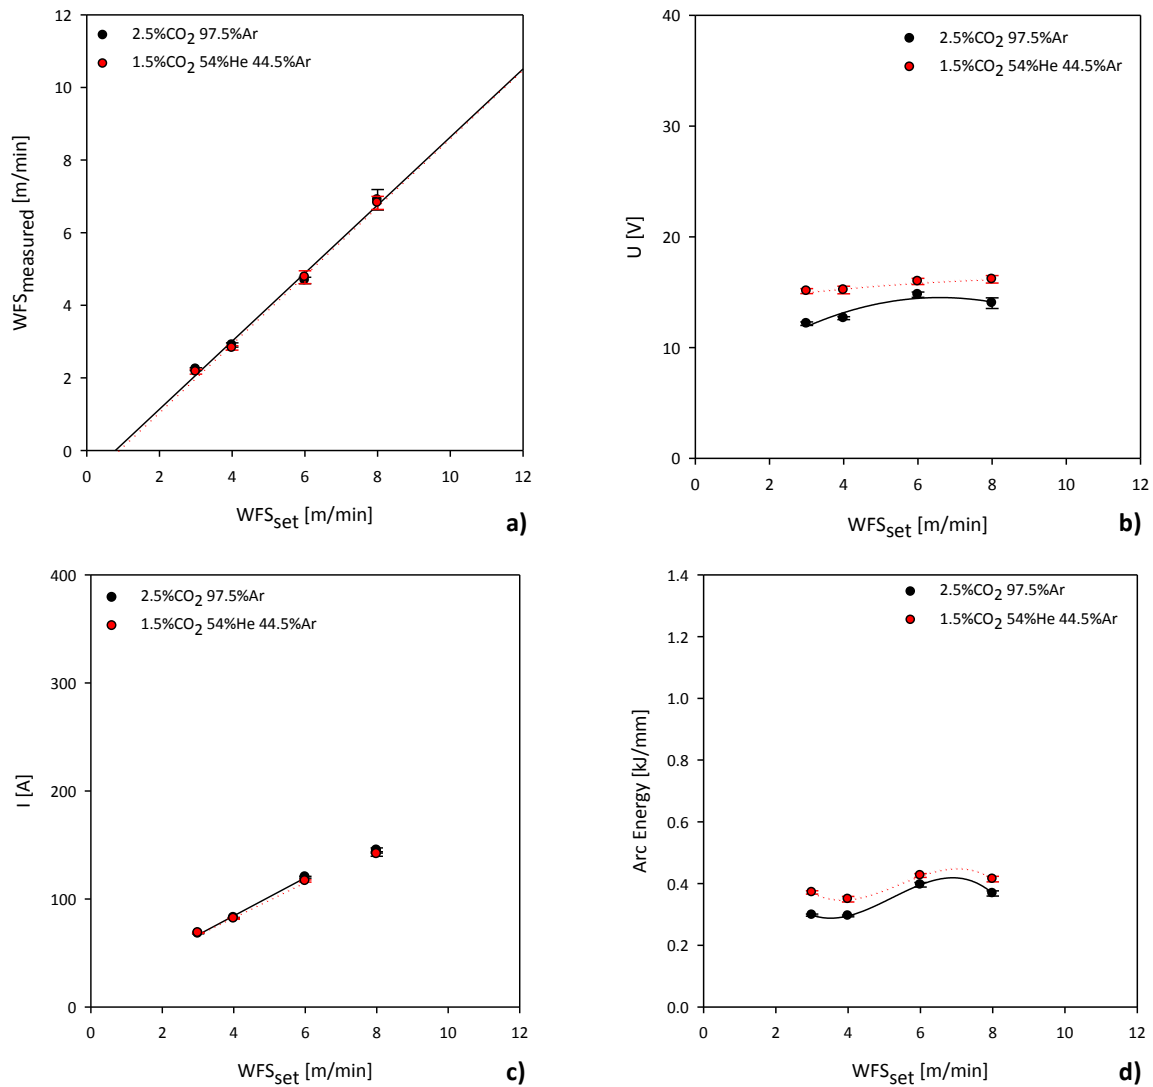 12
10
8
6
4
2
0
WFSmeasured [m/min]
2.5%CO2 97.5%Ar
1.5%CO2 54%He 44.5%Ar
0 2 4 6 8 10 12
WFSset [m/min]
a)
40
30
20
10
0
U [V]
2.5%CO2 97.5%Ar
1.5%CO2 54%He 44.5%Ar
0 2 4 6 8 10 12
WFSset [m/min]
b)
400
300
200
100
0
I [A]
2.5%CO2 97.5%Ar
1.5%CO2 54%He 44.5%Ar
0 2 4 6 8 10 12
WFSset [m/min]
c)
1.4
1.2
1.0
0.8
0.6
0.4
0.2
0.0
Arc Energy [kJ/mm]
2.5%CO2 97.5%Ar
1.5%CO2 54%He 44.5%Ar
0 2 4 6 8 10 12
WFSset [m/min]
d)